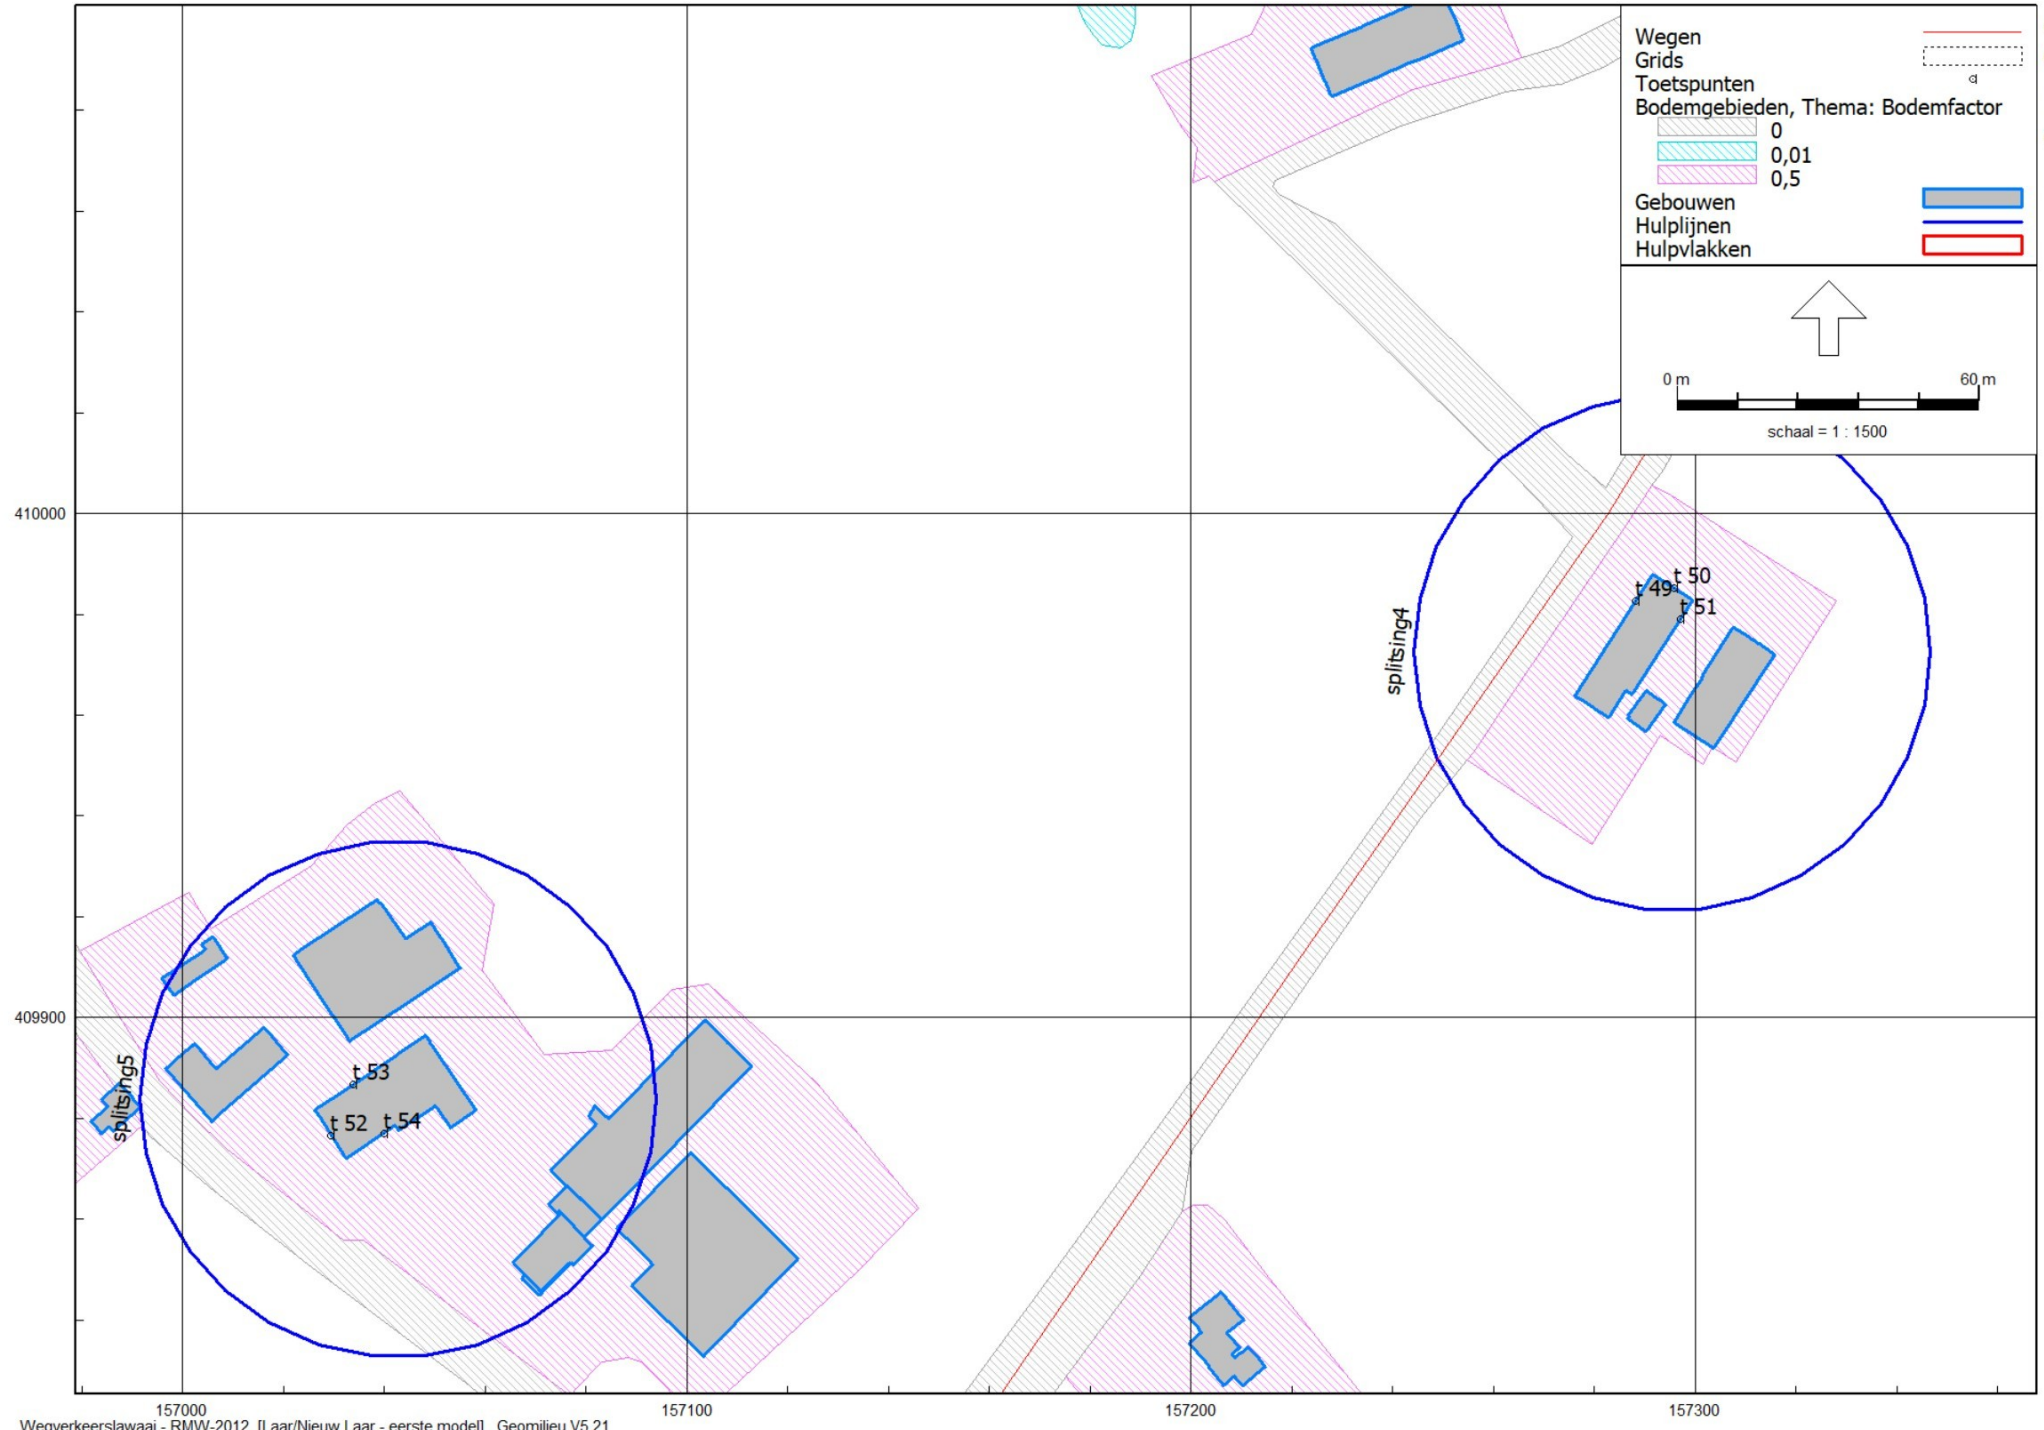 Wegen
Grids
Toetspunten
Bodemgebieden, Thema: Bodemfactor
0
0,01
0,5
Gebouwen
Hulplijnen
Hulpvlakken
0 m 60 m
schaal = 1 : 1500
410000
t 50
t 49
t 51
splitsing4
409900
splitsing5
t 53
t 52 t 54
157000 157100 157200 157300
Wegverkeerslawaai - RMW-2012, [Laar/Nieuw Laar - eerste model], Geomilieu V5.21